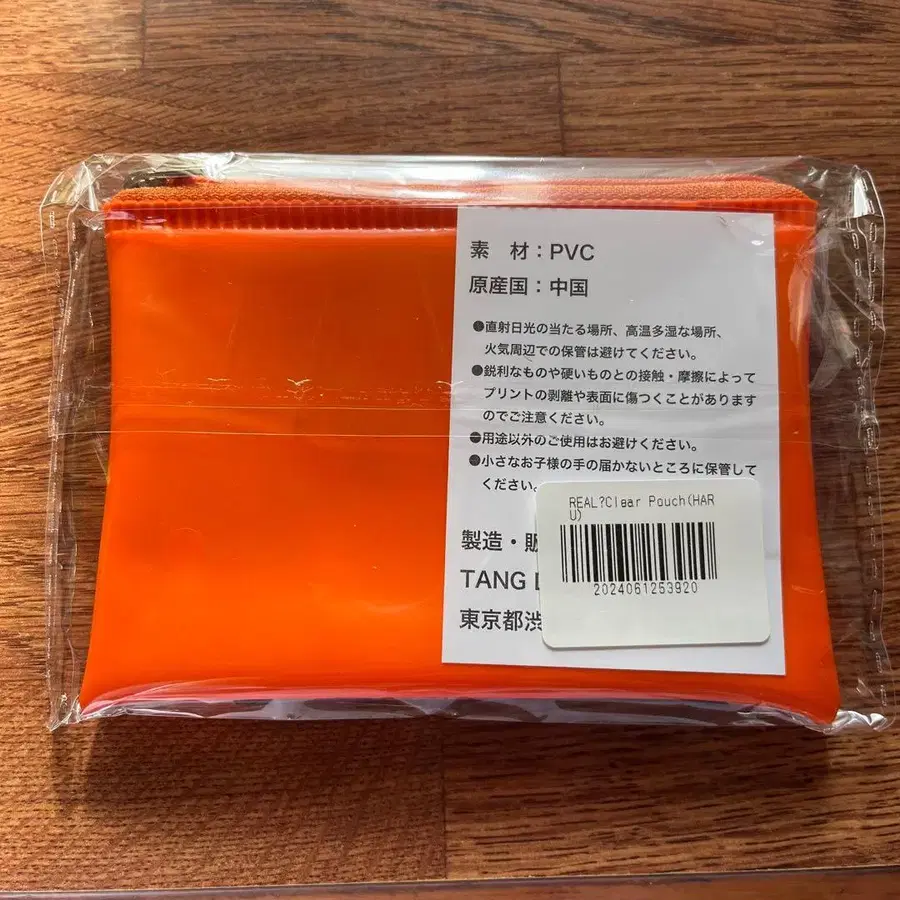 素 材：PVC
原産国：中国
●直射日光の当たる場所、高温多湿な場所、
火気周辺での保管は避けてください。
●鋭利なものや硬いものとの接触・摩擦によって
プリントの剥離や表面に傷つくことがあります
のでご注意ください。
●用途以外のご使用はお避けください。
●小さなお子様の手の届かないところに保管して
ください。
REAL?Clear Pouch(HAR
U)
2024061253920
製造・販
TANG
東京都渋